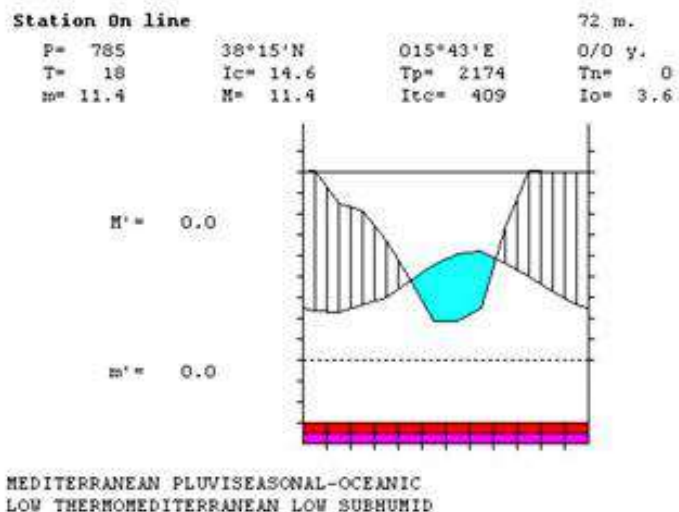 Station On line 72 m.
P= 785 38°15'N 015°43'E 0/0 y.
T= 18 Ic= 14.6 Tp= 2174 Tn= 0
m= 11.4 M= 11.4 Itc= 409 Io= 3.6
M'= 0.0
m'= 0.0
MEDITERRANEAN PLUVISEASONAL-OCEANIC
LOW THERMOMEDITERRANEAN LOW SUBHUMID